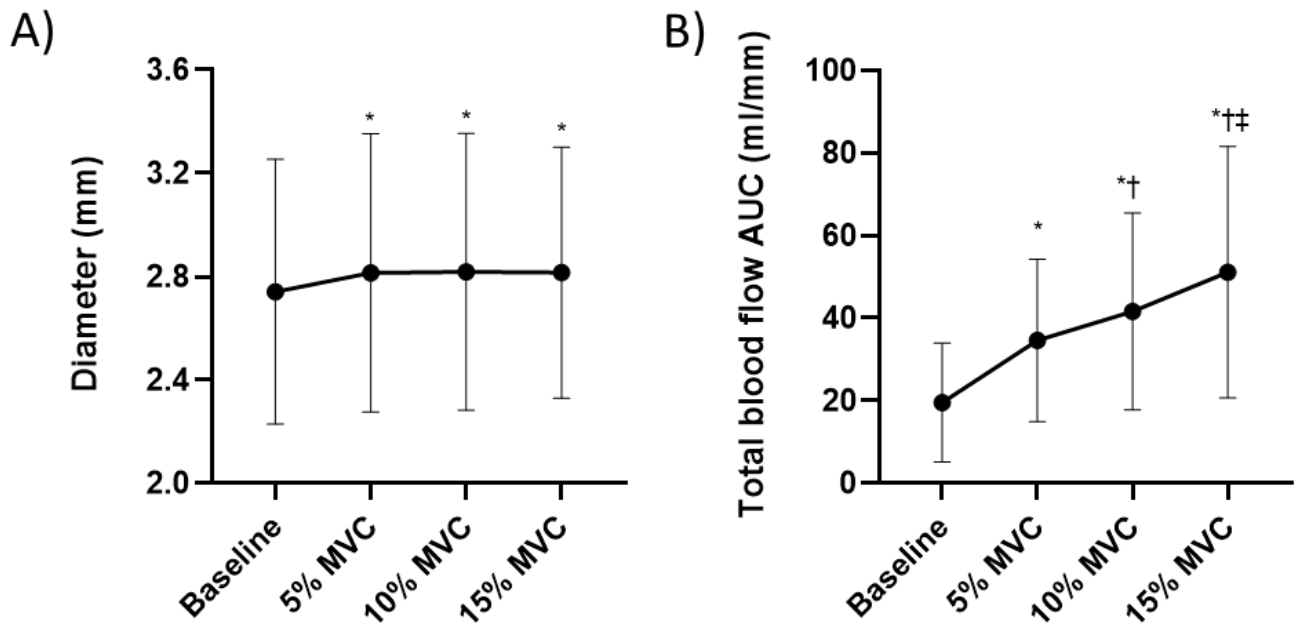 A)
Diameter (mm)
3.6
3.2
2.8
2.4
2.0
*
*
*
Baseline
5% MVC
10% MVC
15% MVC
B)
Total blood flow AUC (ml/mm)
100
80
60
40
20
0
*
*†
*†‡
Baseline
5% MVC
10% MVC
15% MVC